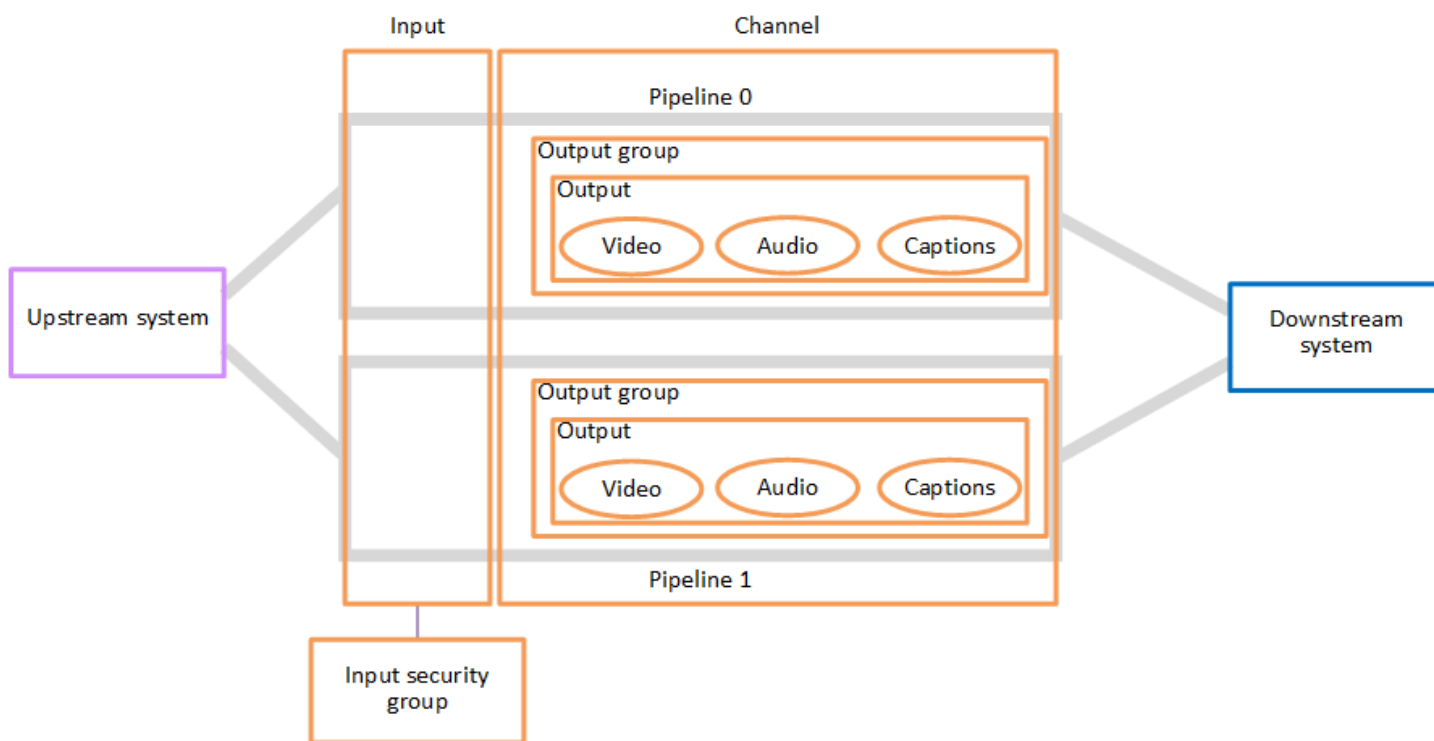 Input
Channel
Pipeline 0
Output group
Output
Video
Audio
Captions
Upstream system
Downstream
system
Output group
Output
Video
Audio
Captions
Pipeline 1
Input security
group